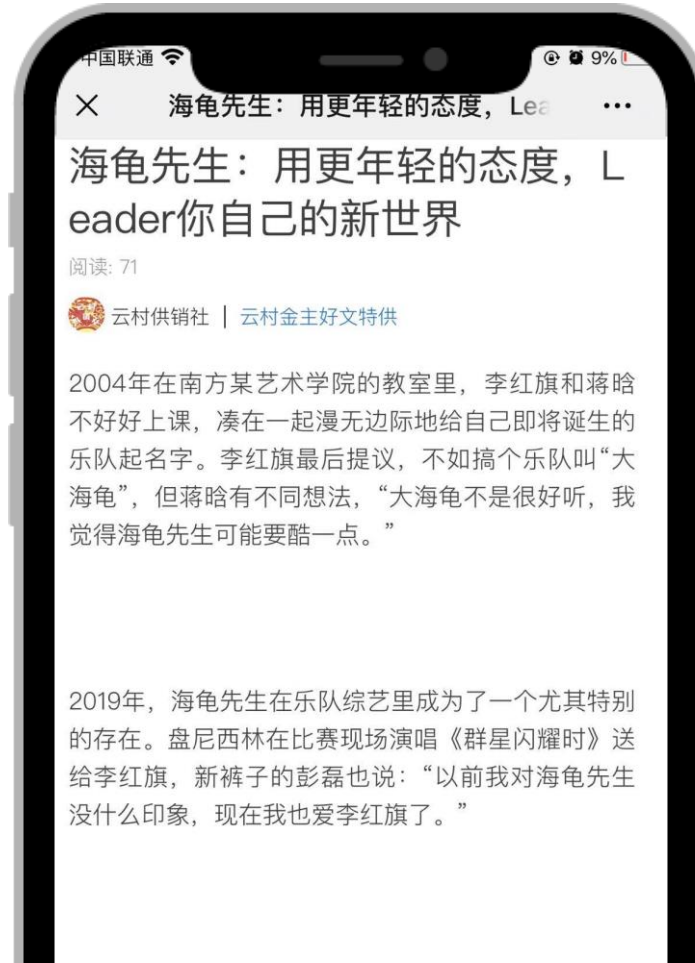 中国联通
9%
海龟先生：用更年轻的态度，Lea
海龟先生：用更年轻的态度，L
eader你自己的新世界
阅读: 71
云村供销社 | 云村金主好文特供
2004年在南方某艺术学院的教室里，李红旗和蒋晗
不好好上课，凑在一起漫无边际地给自己即将诞生的
乐队起名字。李红旗最后提议，不如搞个乐队叫“大
海龟”，但蒋晗有不同想法，“大海龟不是很好听，我
觉得海龟先生可能要酷一点。”
2019年，海龟先生在乐队综艺里成为了一个尤其特别
的存在。盘尼西林在比赛现场演唱《群星闪耀时》送
给李红旗，新裤子的彭磊也说：“以前我对海龟先生
没什么印象，现在我也爱李红旗了。”